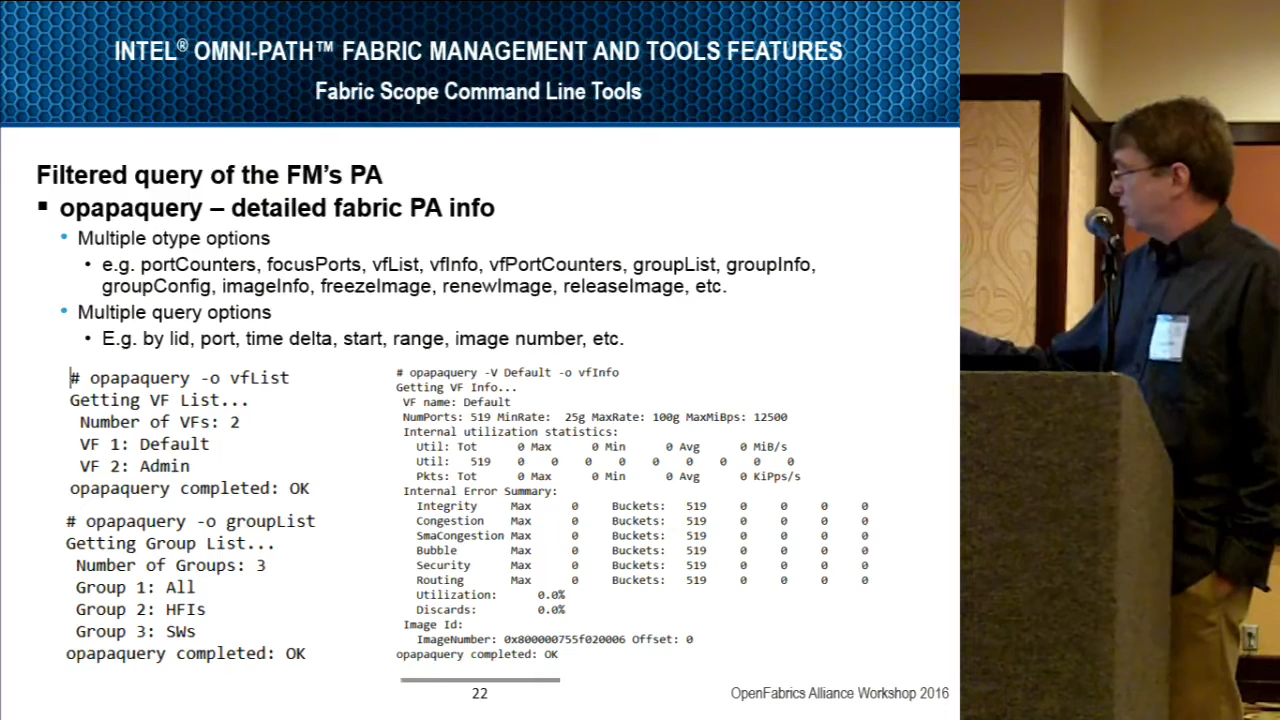 INTEL® OMNI-PATH™ FABRIC MANAGEMENT AND TOOLS FEATURES
Fabric Scope Command Line Tools
Filtered query of the FM's PA
▪ opapaquery – detailed fabric PA info
• Multiple otype options
• e.g. portCounters, focusPorts, vfList, vfInfo, vfPortCounters, groupList, groupInfo,
groupConfig, imageInfo, freezeImage, renewImage, releaseImage, etc.
• Multiple query options
• E.g. by lid, port, time delta, start, range, image number, etc.
# opapaquery -o vfList
Getting VF List...
Number of VFs: 2
VF 1: Default
VF 2: Admin
opapaquery completed: OK
# opapaquery -o groupList
Getting Group List...
Number of Groups: 3
Group 1: All
Group 2: HFIs
Group 3: SWs
opapaquery completed: OK
# opapaquery -V Default -o vfInfo
Getting VF Info...
VF name: Default
NumPorts: 519 MinRate: 25g MaxRate: 100g MaxMiBps: 12500
Internal utilization statistics:
Util: Tot 0 Max 0 Min 0 Avg 0 MiB/s
Util: 519 0 0 0 0 0 0 0 0 0
Pkts: Tot 0 Max 0 Min 0 Avg 0 KiPps/s
Internal Error Summary:
Integrity Max 0 Buckets: 519 0 0 0 0
Congestion Max 0 Buckets: 519 0 0 0 0
SmaCongestion Max 0 Buckets: 519 0 0 0 0
Bubble Max 0 Buckets: 519 0 0 0 0
Security Max 0 Buckets: 519 0 0 0 0
Routing Max 0 Buckets: 519 0 0 0 0
Utilization: 0.0%
Discards: 0.0%
Image Id:
ImageNumber: 0x800000755f020006 Offset: 0
opapaquery completed: OK
22
OpenFabrics Alliance Workshop 2016